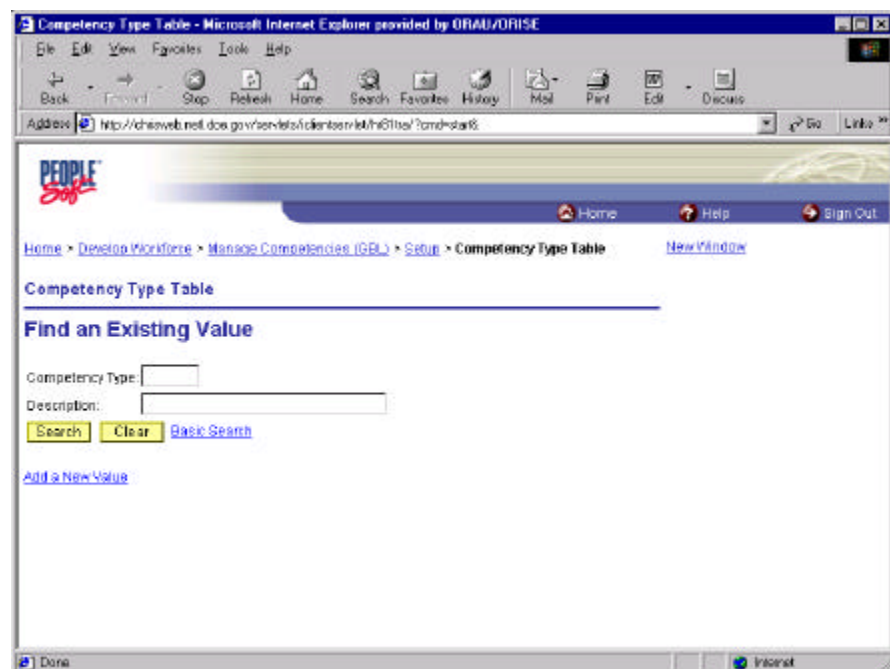 Competency Type Table - Microsoft Internet Explorer provided by ORAU/ORISE
File Edit View Favorites Tools Help
Back Forward Stop Refresh Home Search Favorites History Mail Print Edit Discuss
Address Go Links »
PEOPLE
Soft
Home Help Sign Out
Home > Develop Workforce > Manage Competencies (GBL) > Setup > Competency Type Table New Window
Competency Type Table
Find an Existing Value
Competency Type:
Description:
Search Clear Basic Search
Add a New Value
Done Internet